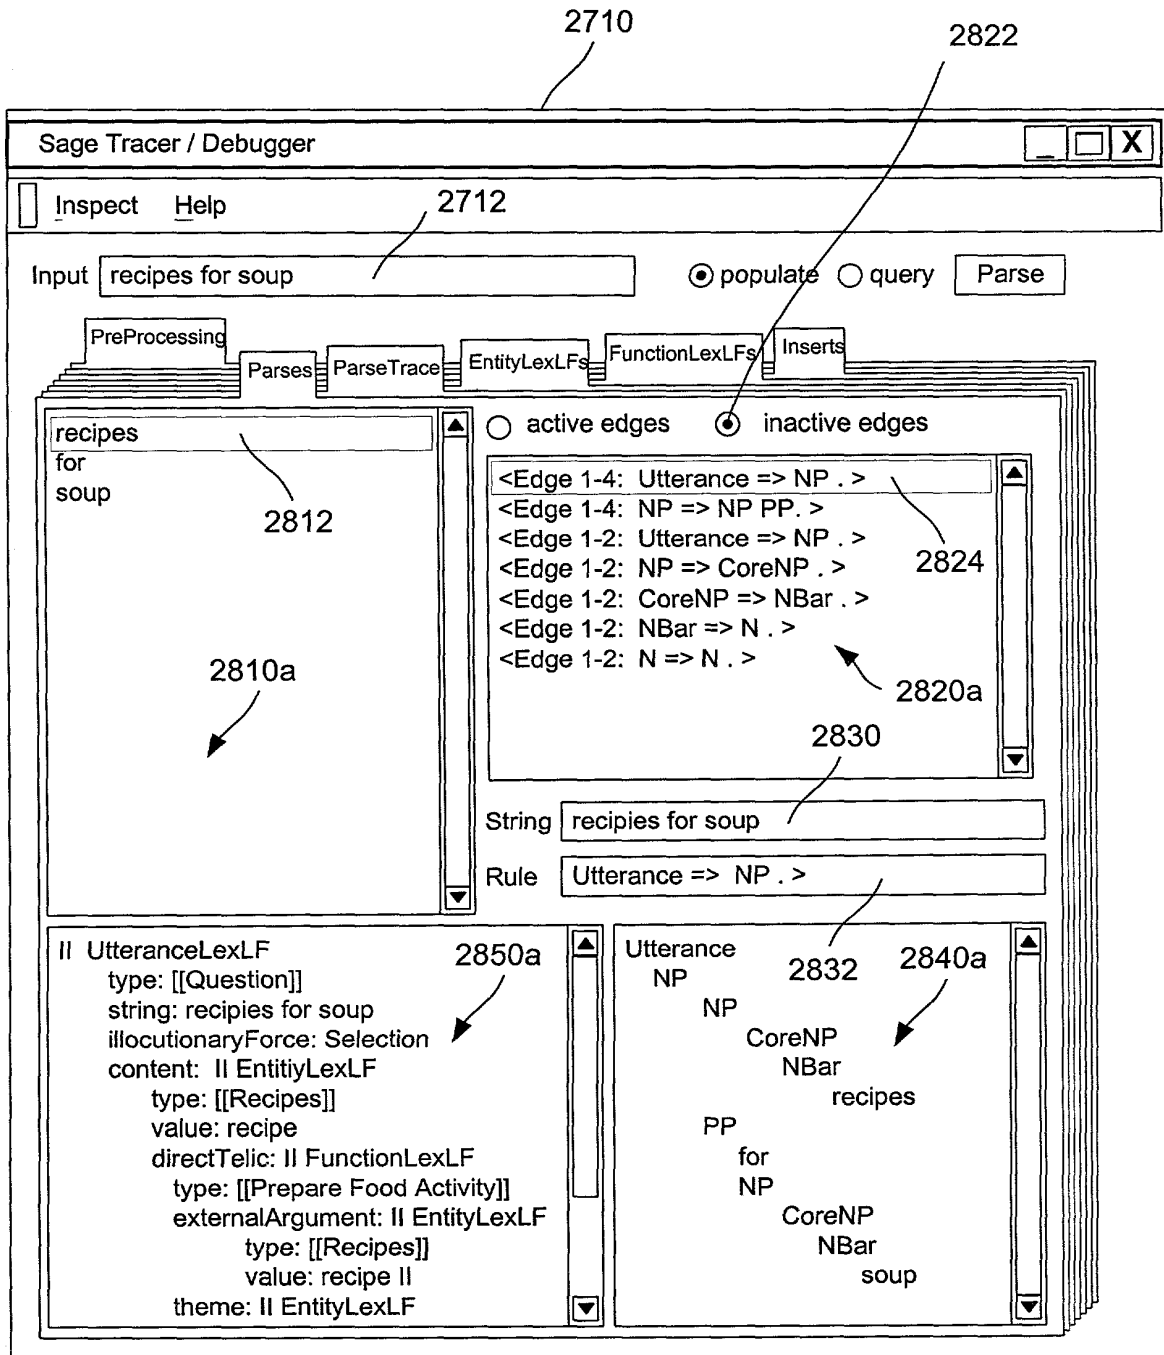 2710
2822
Sage Tracer / Debugger
_ X
Inspect Help 2712
Input recipes for soup populate query Parse
PreProcessing Parses ParseTrace EntityLexLFs FunctionLexLFs Inserts
recipes
for
soup
2812
2810a
active edges inactive edges
<Edge 1-4: Utterance => NP . >
<Edge 1-4: NP => NP PP. >
<Edge 1-2: Utterance => NP . >
<Edge 1-2: NP => CoreNP . >
<Edge 1-2: CoreNP => NBar . >
<Edge 1-2: NBar => N . >
<Edge 1-2: N => N . >
2824
2820a
2830
String recipies for soup
Rule Utterance => NP . >
2832
II UtteranceLexLF
type: [[Question]]
string: recipies for soup
illocutionaryForce: Selection
content: II EntitiyLexLF
type: [[Recipes]]
value: recipe
directTelic: II FunctionLexLF
type: [[Prepare Food Activity]]
externalArgument: II EntityLexLF
type: [[Recipes]]
value: recipe II
theme: II EntityLexLF
2850a
Utterance
NP
NP
CoreNP
NBar
recipes
PP
for
NP
CoreNP
NBar
soup
2840a